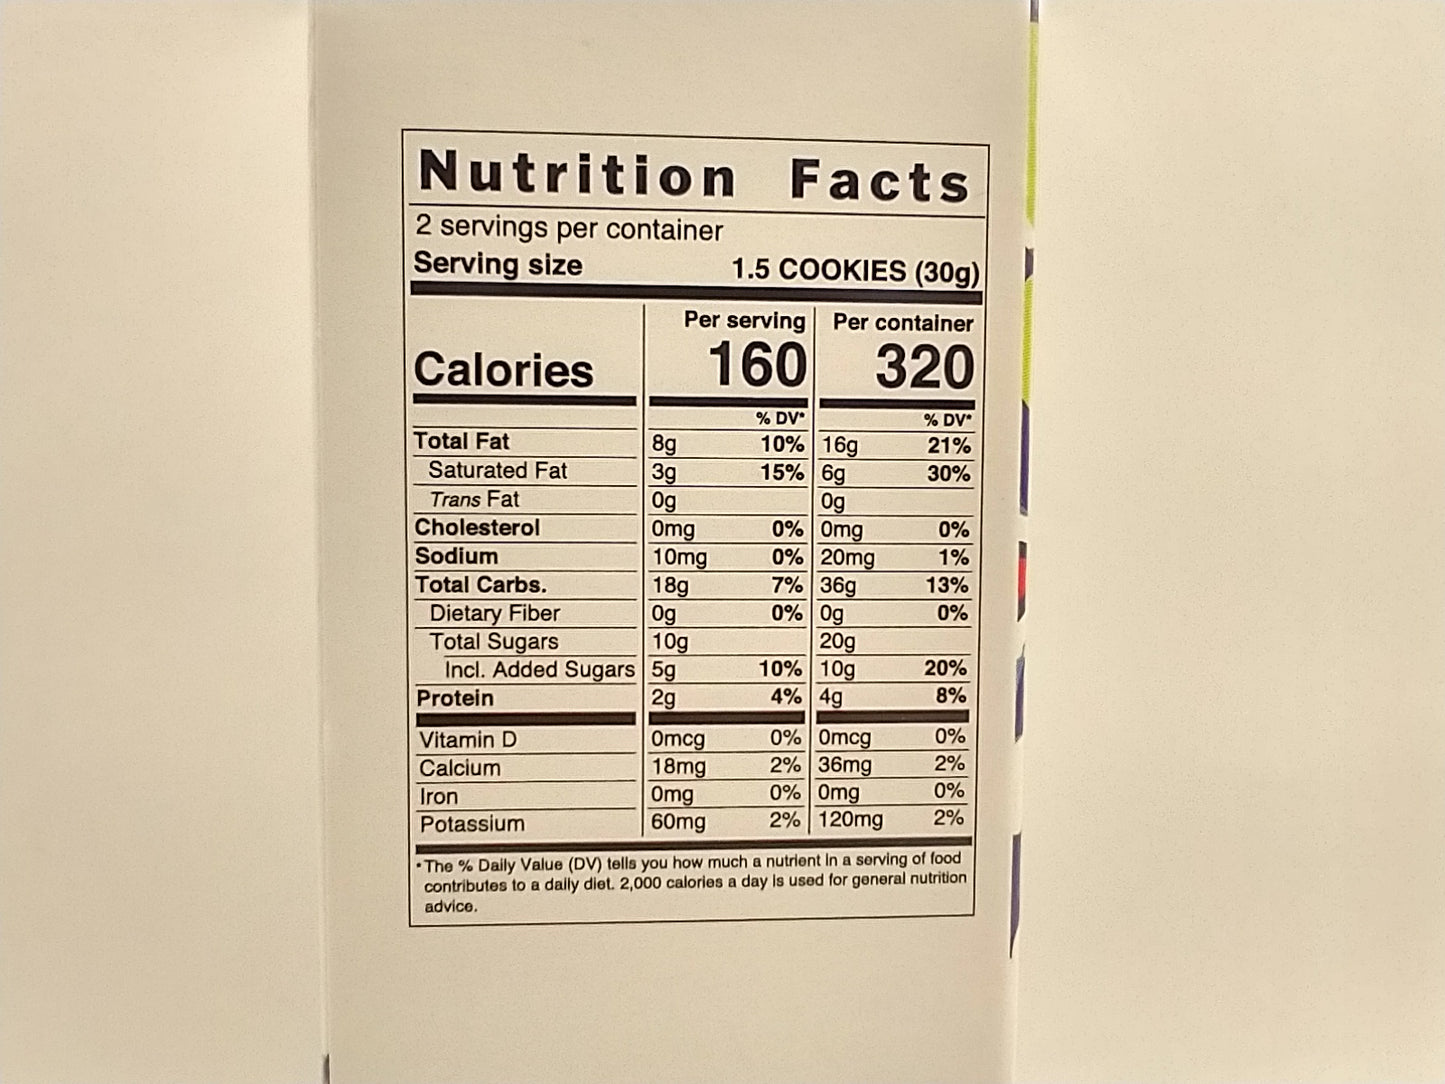 Nutrition Facts
2 servings per container
Serving size 1.5 COOKIES (30g)
Per serving Per container
Calories 160 320
% DV* % DV*
Total Fat 8g 10% 16g 21%
Saturated Fat 3g 15% 6g 30%
Trans Fat 0g 0g
Cholesterol 0mg 0% 0mg 0%
Sodium 10mg 0% 20mg 1%
Total Carbs. 18g 7% 36g 13%
Dietary Fiber 0g 0% 0g 0%
Total Sugars 10g 20g
Incl. Added Sugars 5g 10% 10g 20%
Protein 2g 4% 4g 8%
Vitamin D 0mcg 0% 0mcg 0%
Calcium 18mg 2% 36mg 2%
Iron 0mg 0% 0mg 0%
Potassium 60mg 2% 120mg 2%
*The % Daily Value (DV) tells you how much a nutrient in a serving of food
contributes to a daily diet. 2,000 calories a day is used for general nutrition
advice.